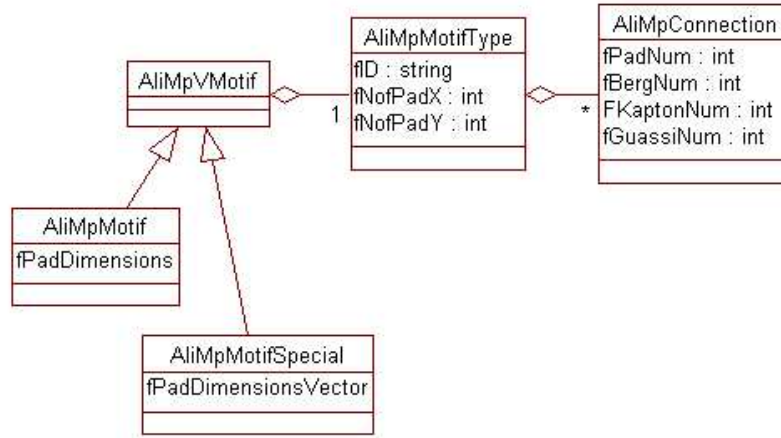 AliMpVMotif
1
AliMpMotifType
fID : string
fNofPadX : int
fNofPadY : int
*
AliMpConnection
fPadNum : int
fBergNum : int
FKaptonNum : int
fGuassiNum : int
AliMpMotif
fPadDimensions
AliMpMotifSpecial
fPadDimensionsVector